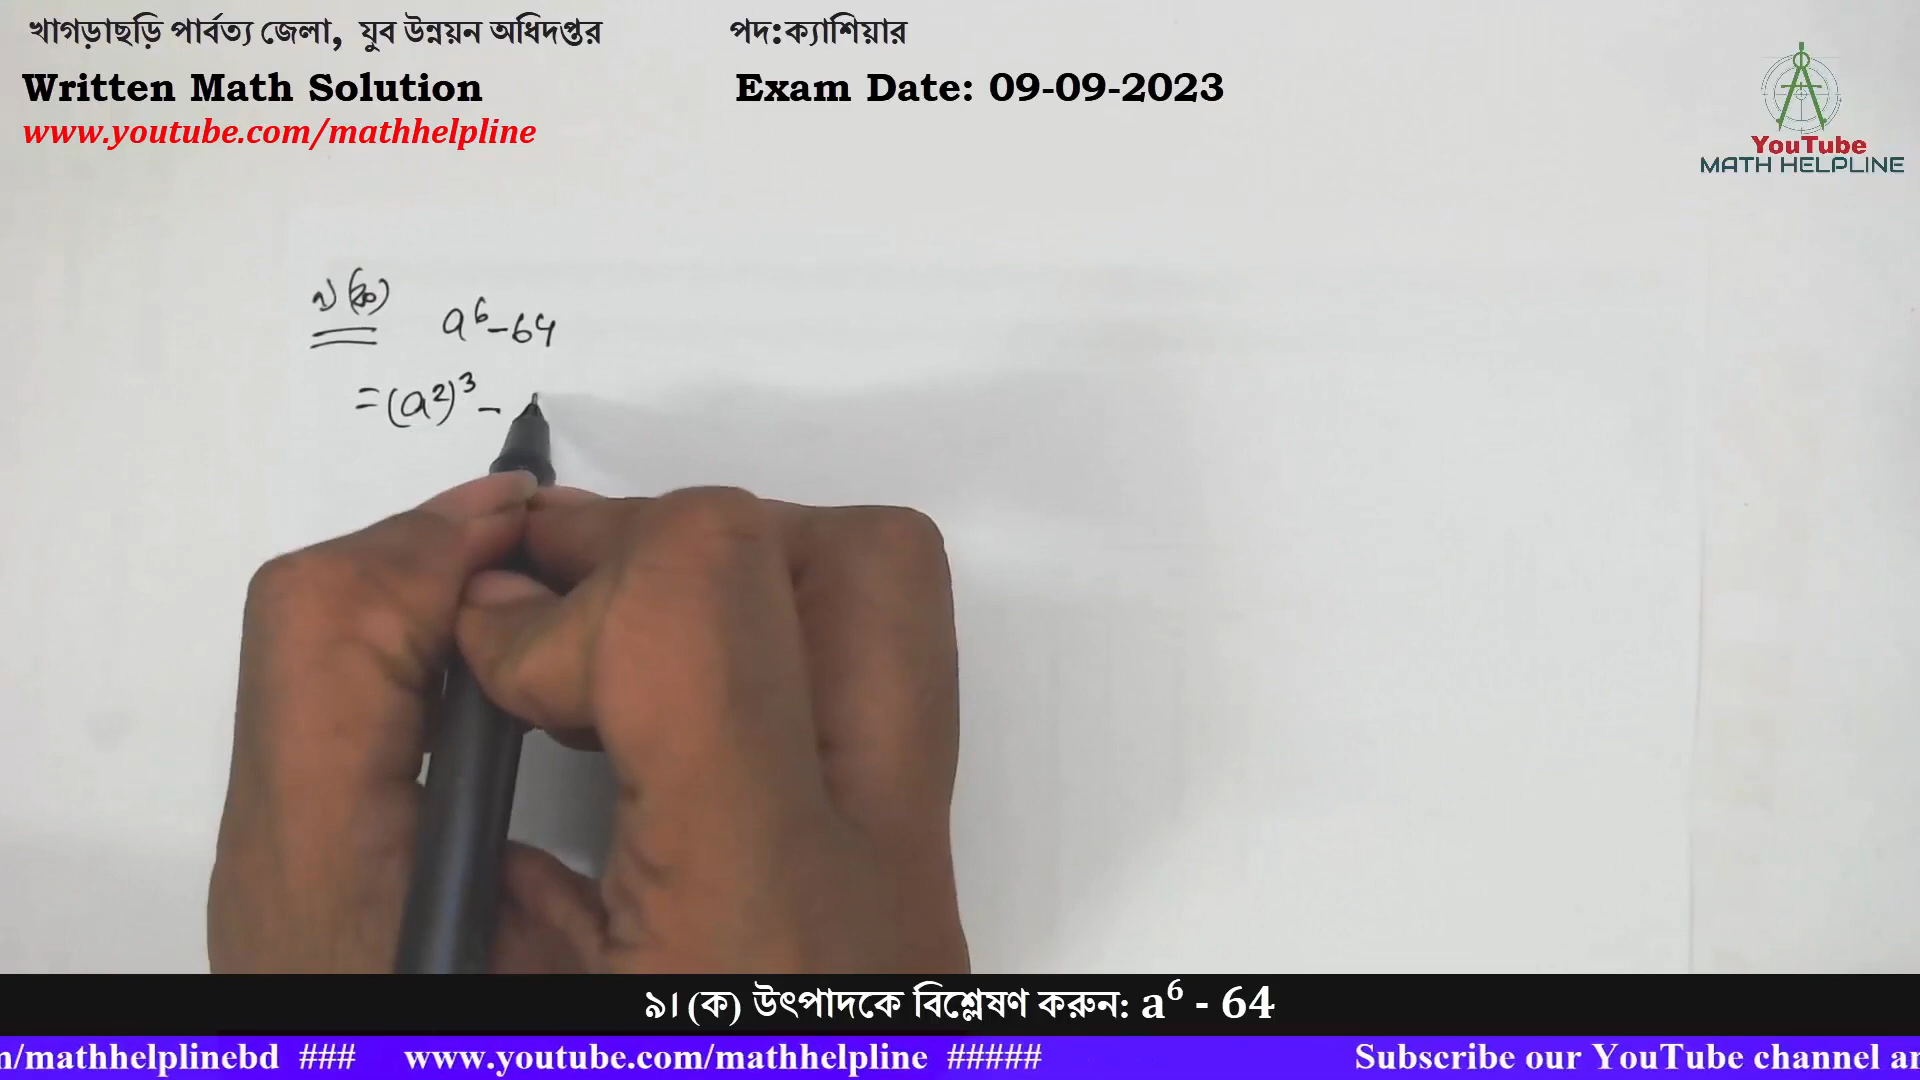 খাগড়াছড়ি পার্বত্য জেলা, যুব উন্নয়ন অধিদপ্তর পদ:ক্যাশিয়ার
Written Math Solution Exam Date: 09-09-2023
www.youtube.com/mathhelpline
YouTube
MATH HELPLINE
৯) (ক) a⁶-64
=(a²)³-
৯। (ক) উৎপাদকে বিশ্লেষণ করুন: a⁶ - 64
m/mathhelplinebd ### www.youtube.com/mathhelpline ##### Subscribe our YouTube channel an